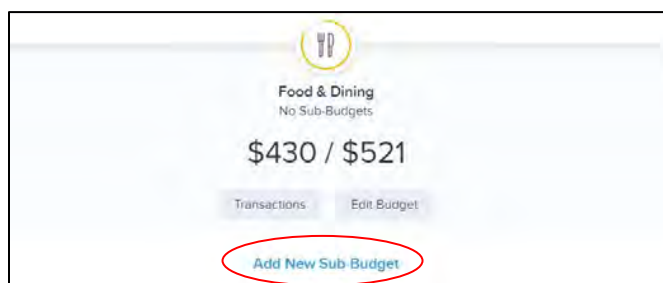 Food & Dining
No Sub-Budgets
$430 / $521
Transactions Edit Budget
Add New Sub-Budget